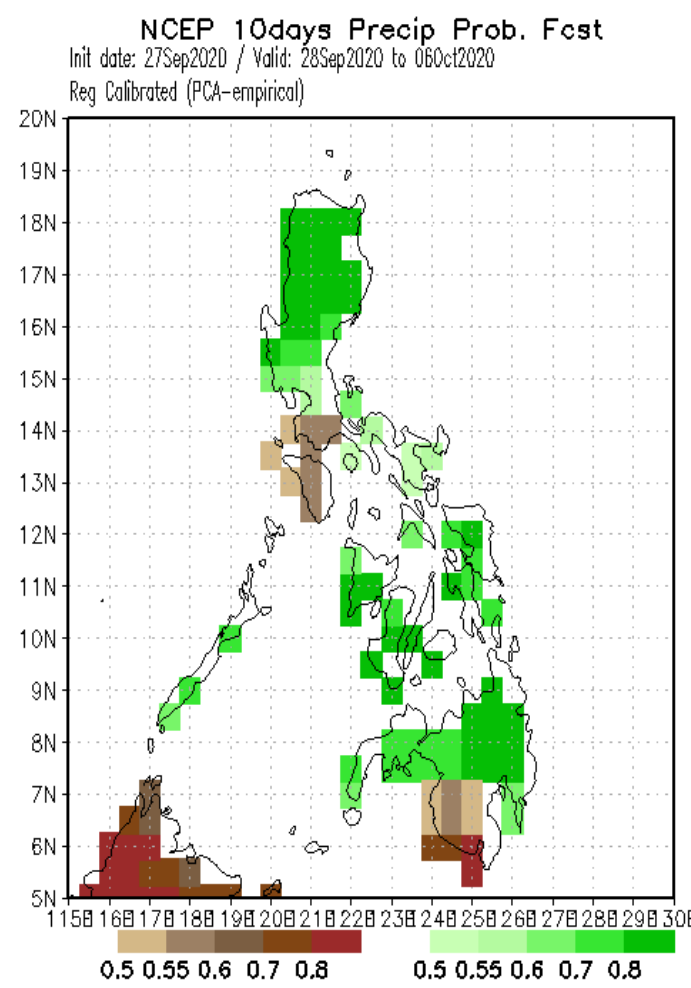 NCEP 10days Precip Prob. Fcst
Init date: 27Sep2020 / Valid: 28Sep2020 to 06Oct2020
Reg Calibrated (PCA-empirical)
20N
19N
18N
17N
16N
15N
14N
13N
12N
11N
10N
9N
8N
7N
6N
5N
115E 116E 117E 118E 119E 120E 121E 122E 123E 124E 125E 126E 127E 128E 129E 130E
0.5 0.55 0.6 0.7 0.8 0.5 0.55 0.6 0.7 0.8